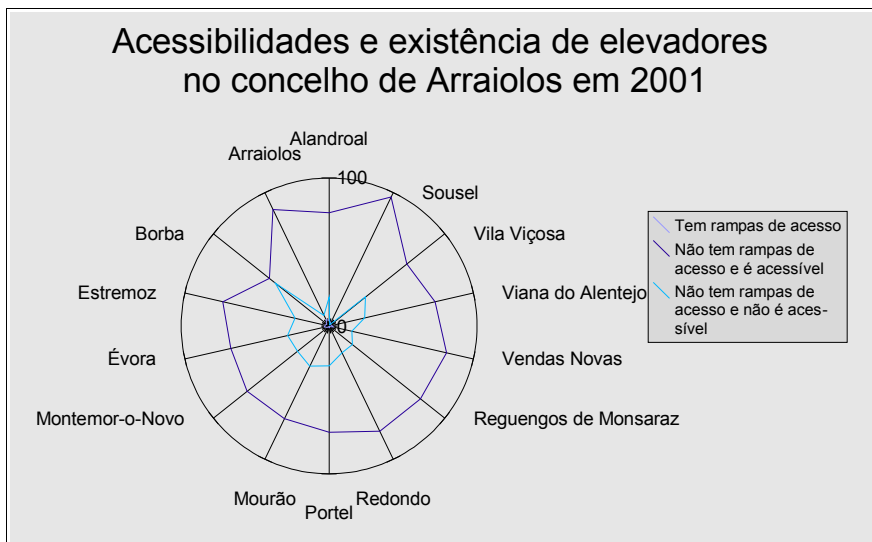 Acessibilidades e existência de elevadores
no concelho de Arraiolos em 2001
Alandroal
Arraiolos
100
Sousel
Borba
Vila Viçosa
Estremoz
Viana do Alentejo
0
Évora
Vendas Novas
Montemor-o-Novo
Reguengos de Monsaraz
Mourão
Redondo
Portel
Tem rampas de acesso
Não tem rampas de
acesso e é acessível
Não tem rampas de
acesso e não é aces-
sível